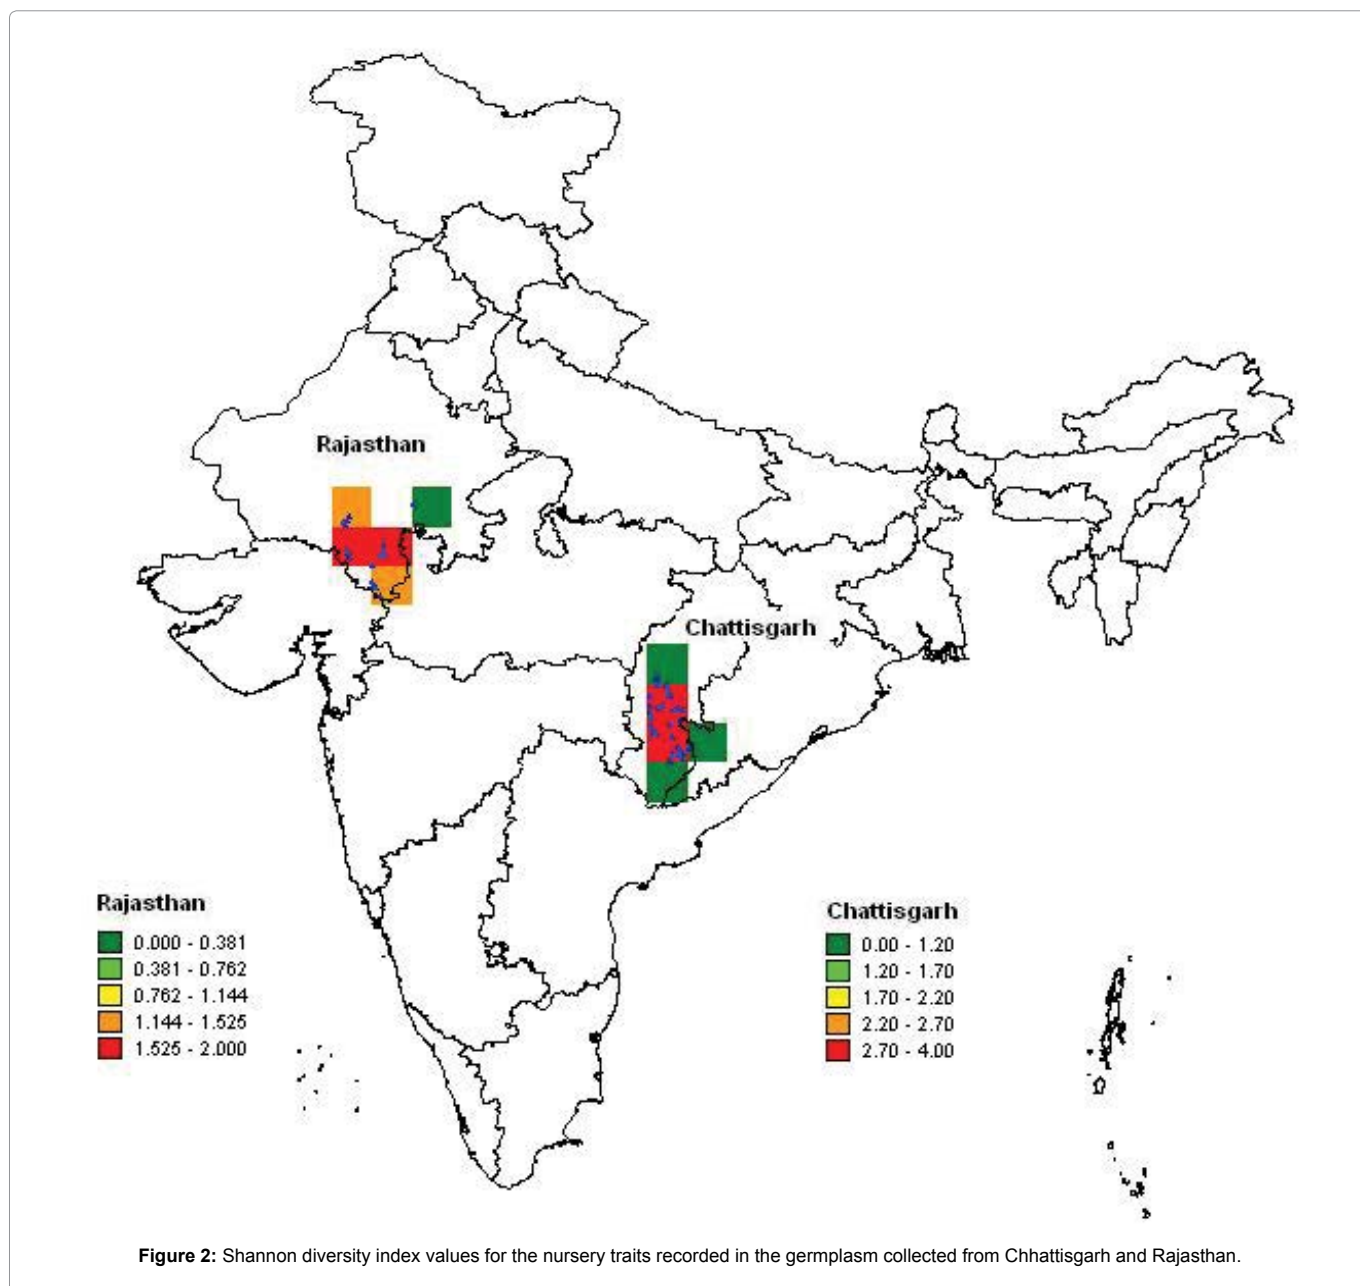 Rajasthan
Chattisgarh
Rajasthan
0.000 - 0.381
0.381 - 0.762
0.762 - 1.144
1.144 - 1.525
1.525 - 2.000
Chattisgarh
0.00 - 1.20
1.20 - 1.70
1.70 - 2.20
2.20 - 2.70
2.70 - 4.00
Figure 2: Shannon diversity index values for the nursery traits recorded in the germplasm collected from Chhattisgarh and Rajasthan.